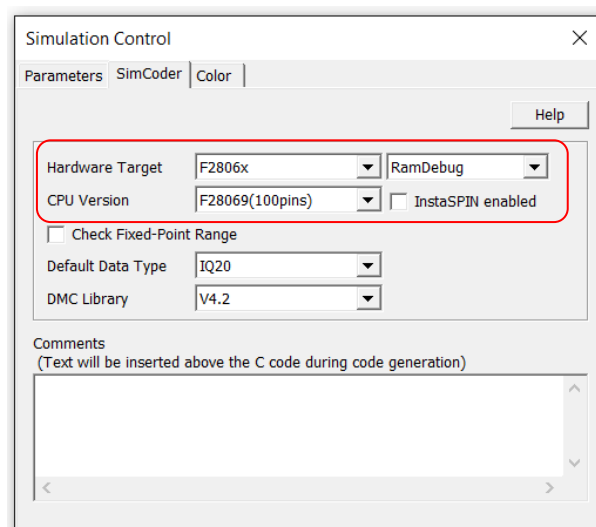 Simulation Control
Parameters SimCoder Color
Help
Hardware Target F2806x RamDebug
CPU Version F28069(100pins) InstaSPIN enabled
Check Fixed-Point Range
Default Data Type IQ20
DMC Library V4.2
Comments
(Text will be inserted above the C code during code generation)